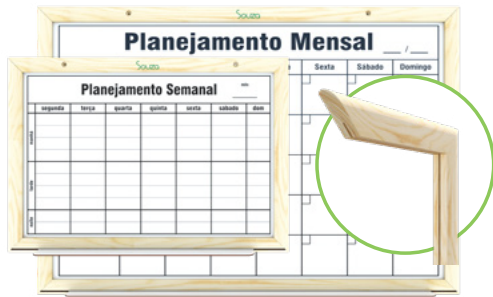 Souza
Planejamento Mensal __ / __
Sexta Sábado Domingo
Souza
Planejamento Semanal
segunda terça quarta quinta sexta sábado dom
manhã
tarde
noite